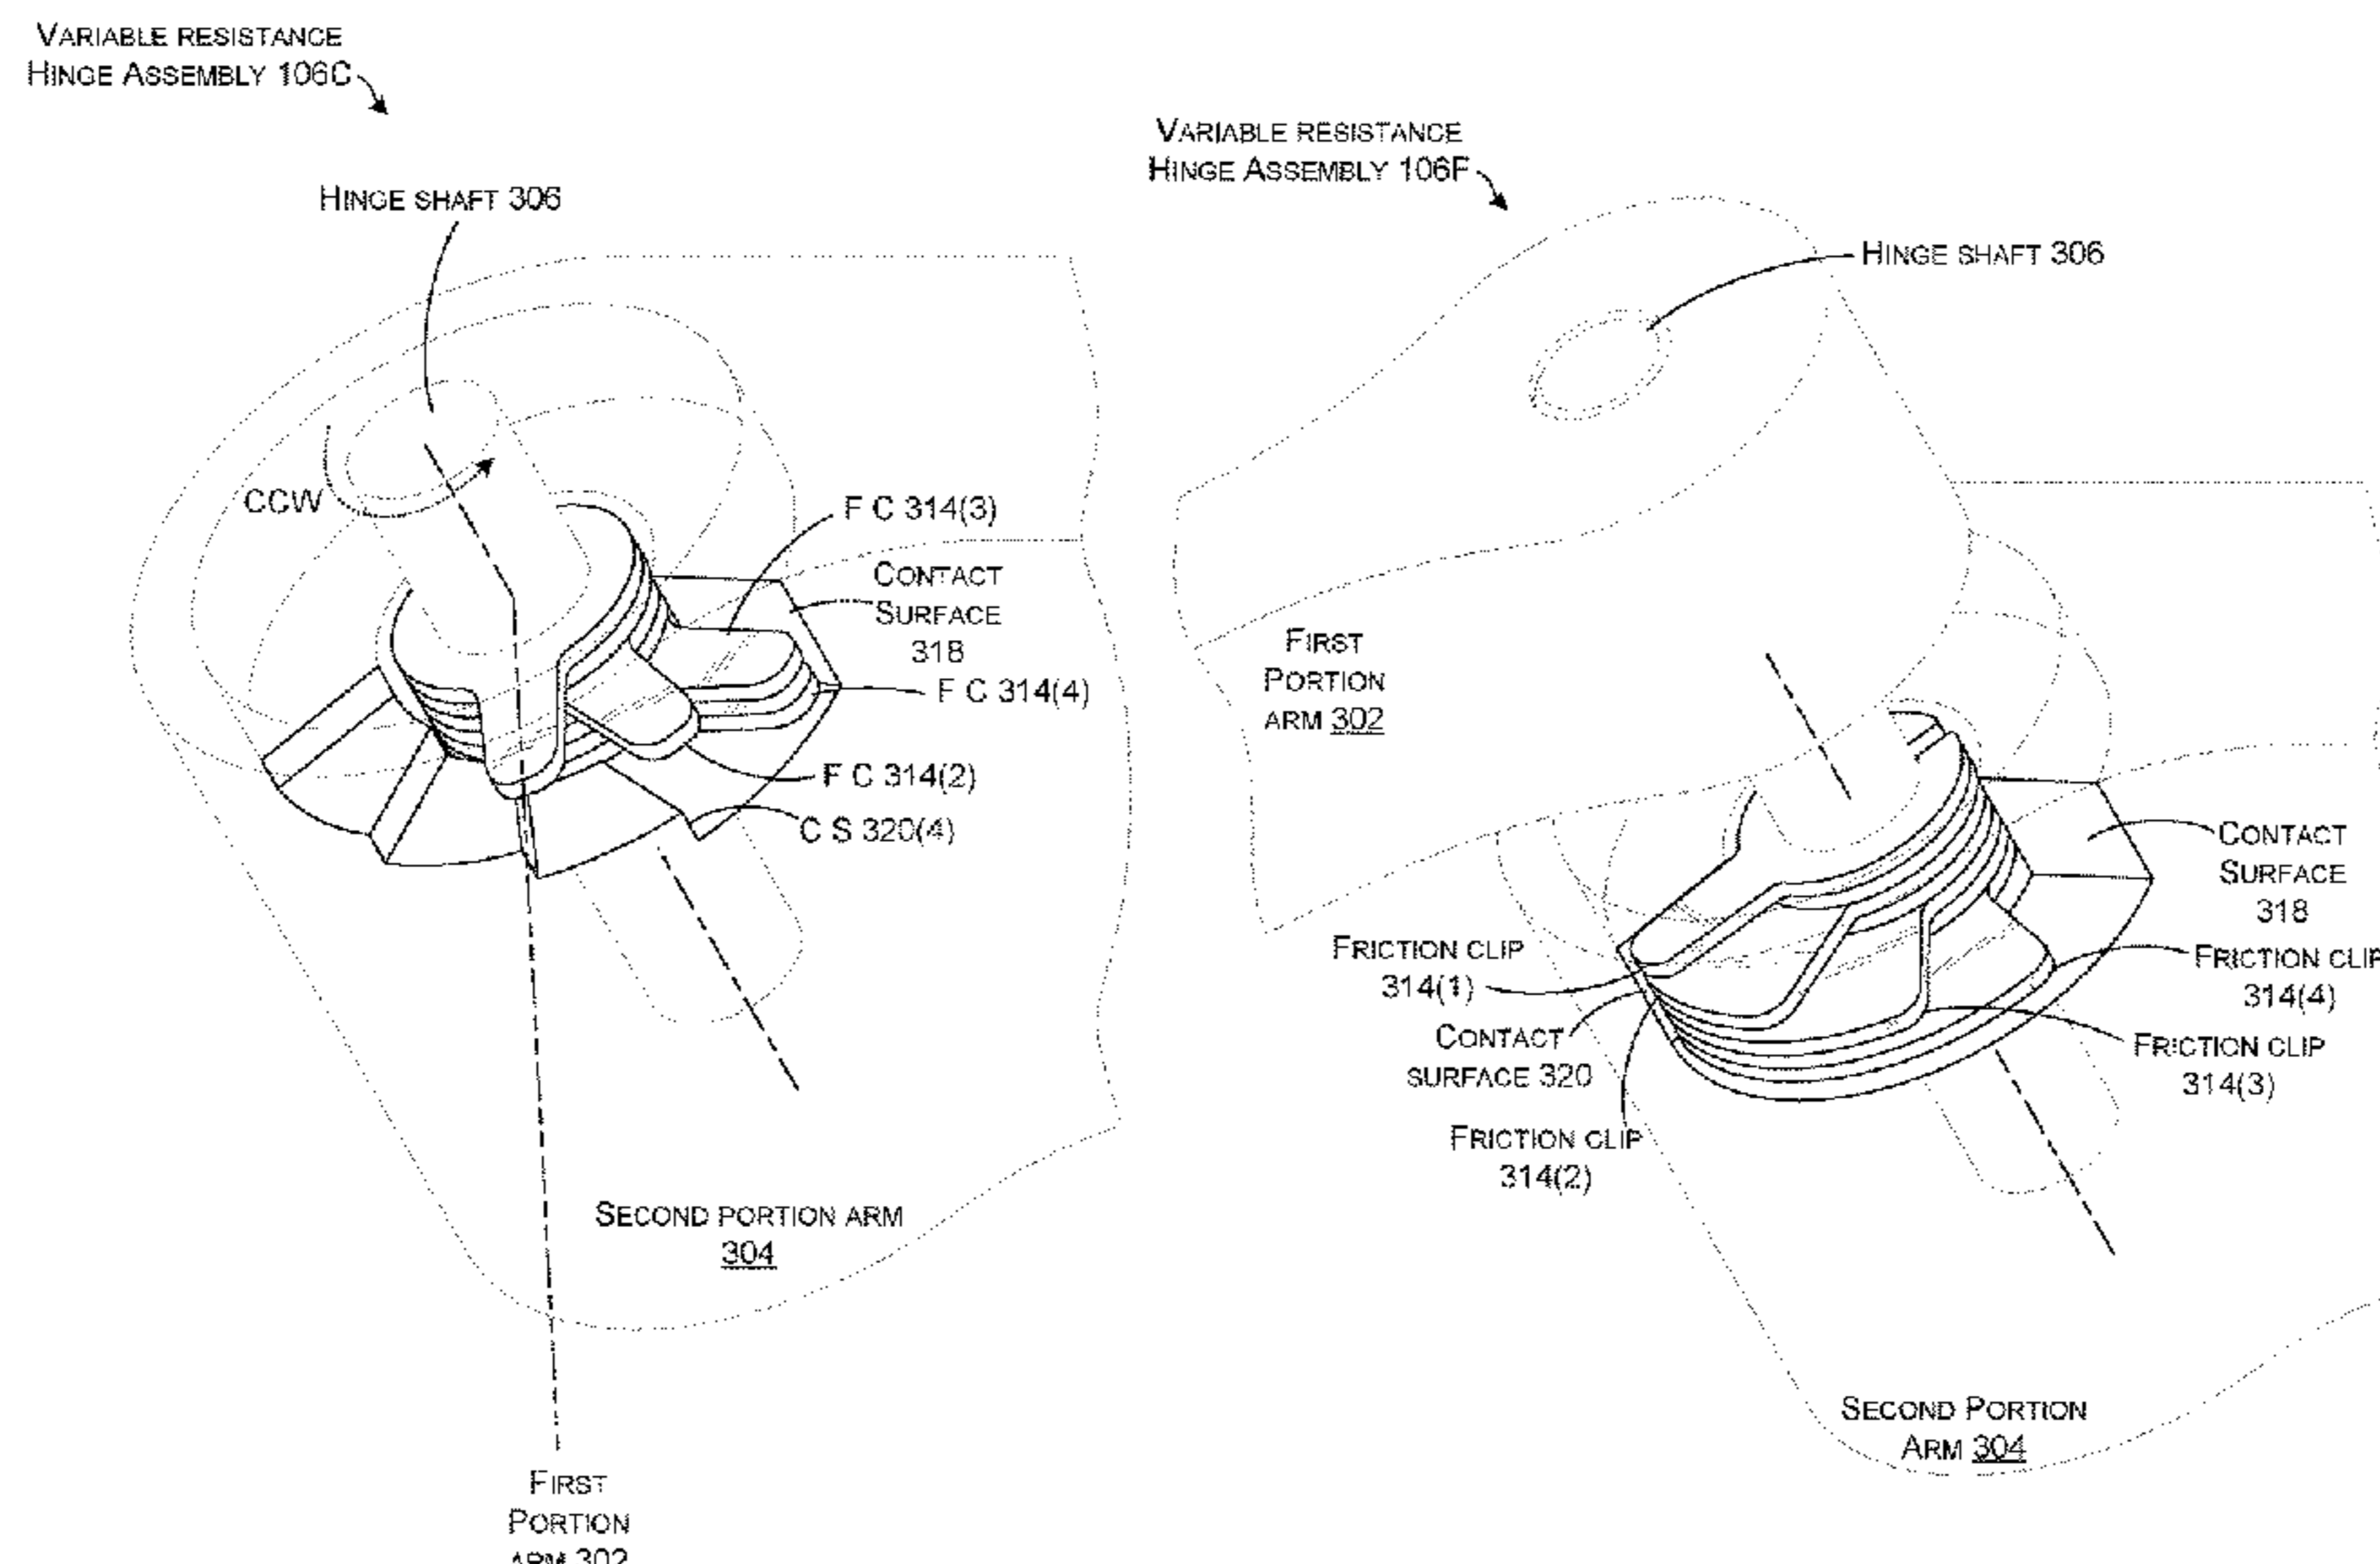 VARIABLE RESISTANCE
HINGE ASSEMBLY 106C
HINGE SHAFT 306
CCW
F C 314(3)
CONTACT
SURFACE
318
F C 314(4)
F C 314(2)
C S 320(4)
SECOND PORTION ARM
304
FIRST
PORTION
ARM 302
VARIABLE RESISTANCE
HINGE ASSEMBLY 106F
HINGE SHAFT 306
FIRST
PORTION
ARM 302
CONTACT
SURFACE
318
FRICTION CLIP
314(1)
FRICTION CLIP
314(4)
CONTACT
SURFACE 320
FRICTION CLIP
314(3)
FRICTION CLIP
314(2)
SECOND PORTION
ARM 304